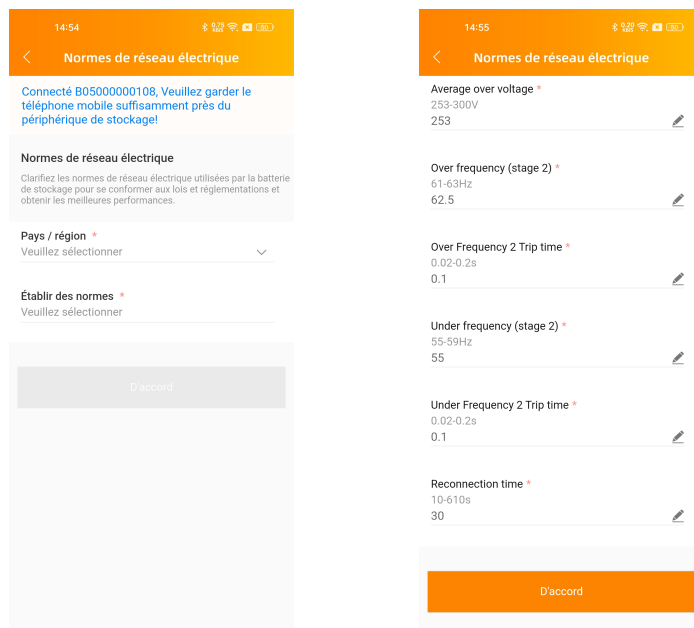 14:54
0.75 KB/S
80
Normes de réseau électrique
Connecté B05000000108, Veuillez garder le
téléphone mobile suffisamment près du
périphérique de stockage!
Normes de réseau électrique
Clarifiez les normes de réseau électrique utilisées par la batterie
de stockage pour se conformer aux lois et réglementations et
obtenir les meilleures performances.
Pays / région *
Veuillez sélectionner
Établir des normes *
Veuillez sélectionner
D'accord
14:55
Normes de réseau électrique
Average over voltage *
253-300V
253
Over frequency (stage 2) *
61-63Hz
62.5
Over Frequency 2 Trip time *
0.02-0.2s
0.1
Under frequency (stage 2) *
55-59Hz
55
Under Frequency 2 Trip time *
0.02-0.2s
0.1
Reconnection time *
10-610s
30
D'accord